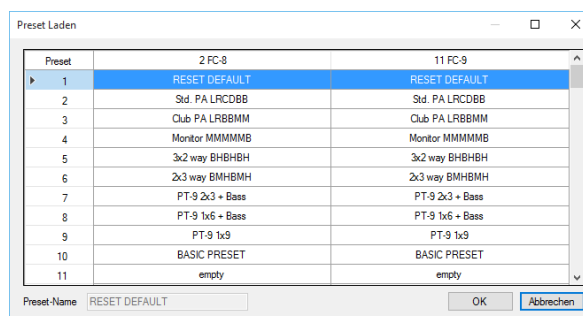 Preset Laden
Preset 2 FC-8 11 FC-9
1 RESET DEFAULT RESET DEFAULT
2 Std. PA LRCDBB Std. PA LRCDBB
3 Club PA LRBBMM Club PA LRBBMM
4 Monitor MMMMMB Monitor MMMMMB
5 3x2 way BHBHBH 3x2 way BHBHBH
6 2x3 way BMHBMH 2x3 way BMHBMH
7 PT-9 2x3 + Bass PT-9 2x3 + Bass
8 PT-9 1x6 + Bass PT-9 1x6 + Bass
9 PT-9 1x9 PT-9 1x9
10 BASIC PRESET BASIC PRESET
11 empty empty
Preset-Name RESET DEFAULT OK Abbrechen